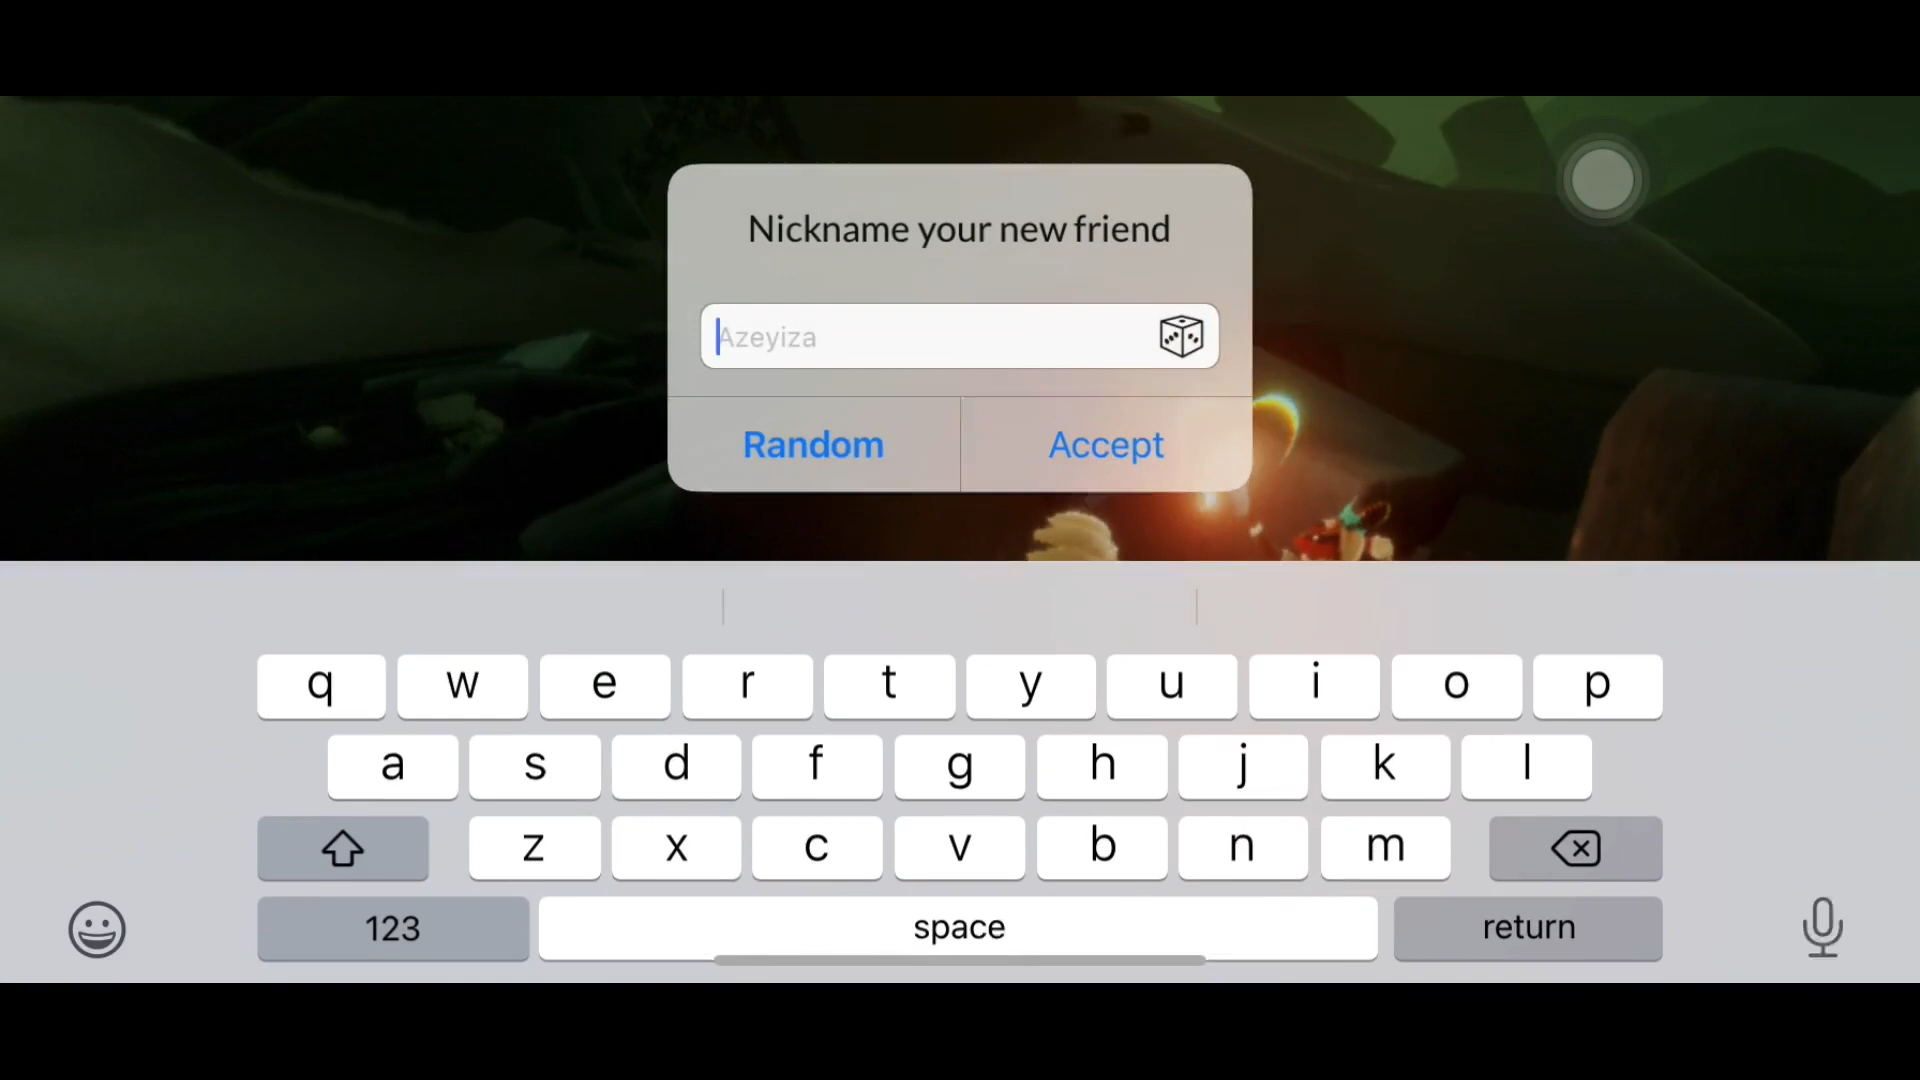 Nickname your new friend
Azeyiza
Random Accept
q w e r t y u i o p
a s d f g h j k l
z x c v b n m
123 space return